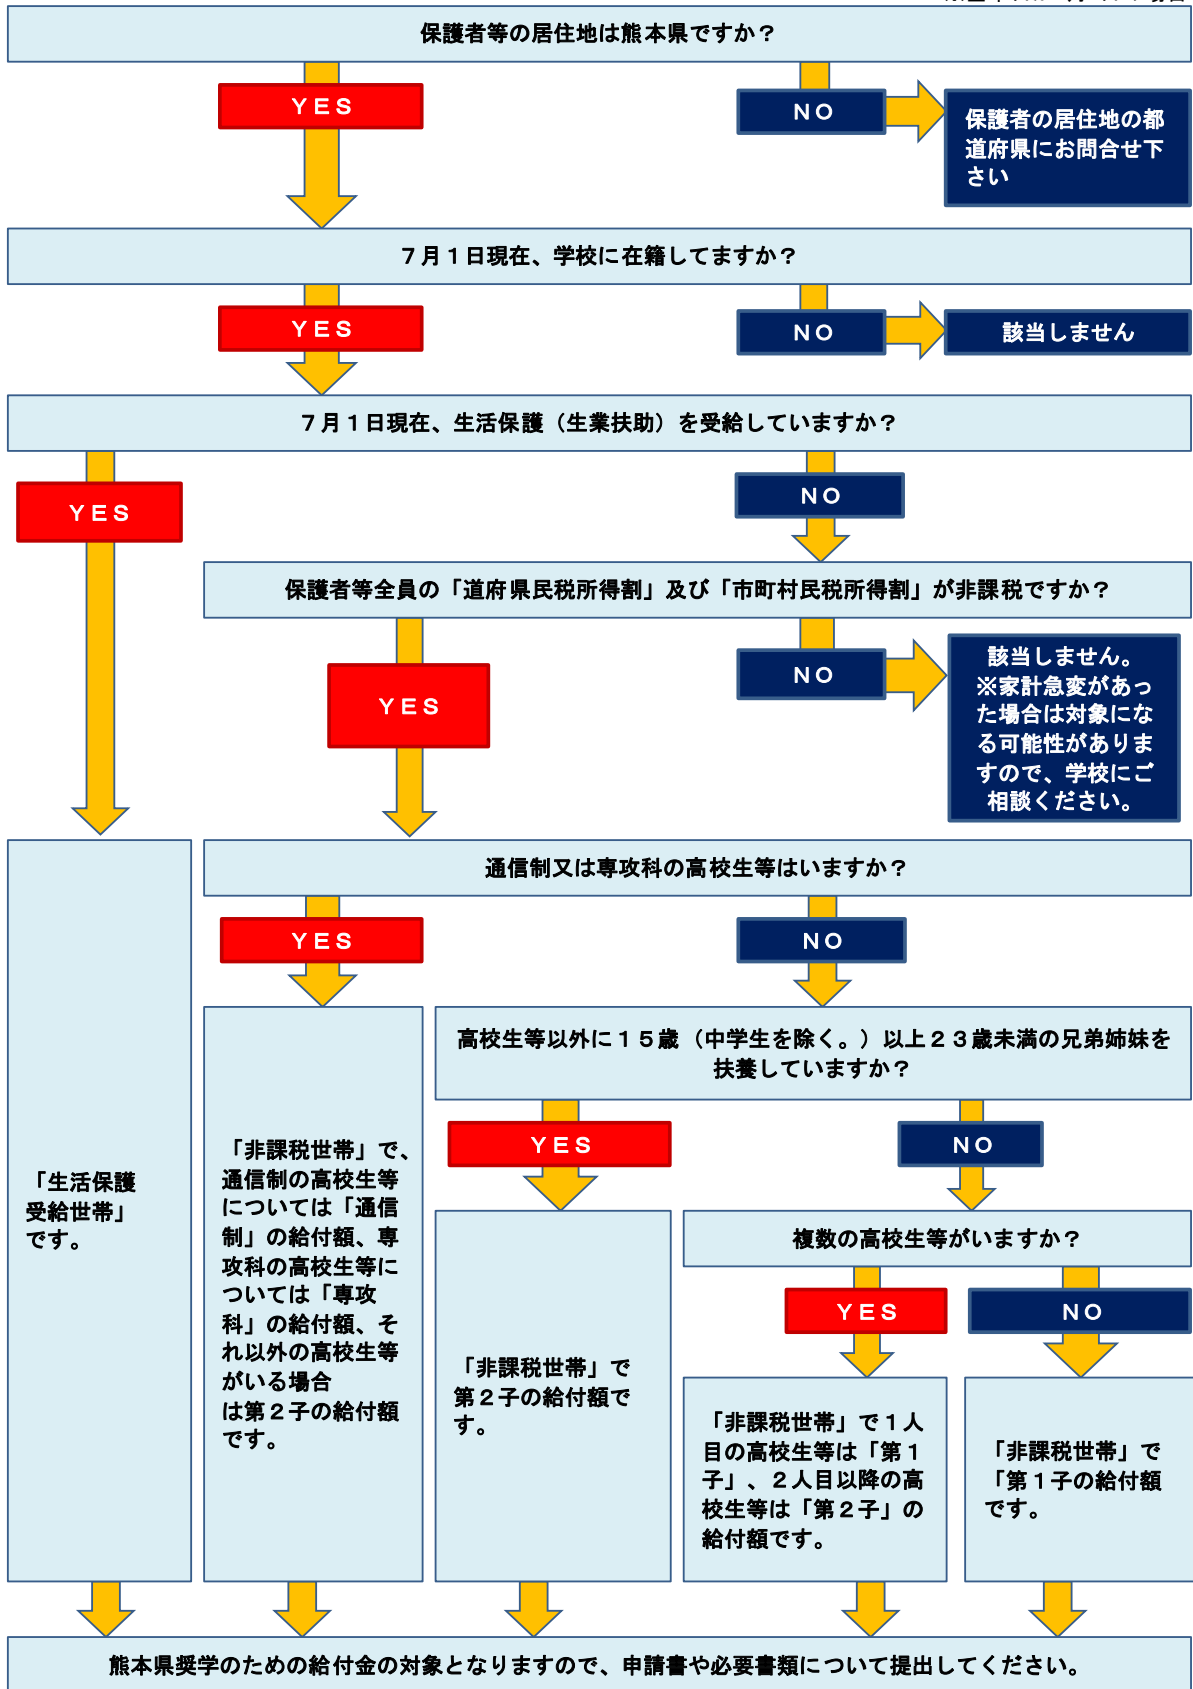 保護者等の居住地は熊本県ですか？
ＹＥＳ
ＮＯ
保護者の居住地の都
道府県にお問合せ下
さい
７月１日現在、学校に在籍してますか？
ＹＥＳ
ＮＯ
該当しません
７月１日現在、生活保護（生業扶助）を受給していますか？
ＹＥＳ
ＮＯ
保護者等全員の「道府県民税所得割」及び「市町村民税所得割」が非課税ですか？
ＹＥＳ
ＮＯ
該当しません。
※家計急変があっ
た場合は対象にな
る可能性がありま
すので、学校にご
相談ください。
通信制又は専攻科の高校生等はいますか？
ＹＥＳ
ＮＯ
高校生等以外に１５歳（中学生を除く。）以上２３歳未満の兄弟姉妹を
扶養していますか？
ＹＥＳ
ＮＯ
複数の高校生等がいますか？
ＹＥＳ
ＮＯ
「生活保護
受給世帯」
です。
「非課税世帯」で、
通信制の高校生等
については「通信
制」の給付額、専
攻科の高校生等に
ついては「専攻
科」の給付額、そ
れ以外の高校生等
がいる場合
は第２子の給付額
です。
「非課税世帯」で
第２子の給付額で
す。
「非課税世帯」で１人
目の高校生等は「第１
子」、２人目以降の高
校生等は「第２子」の
給付額です。
「非課税世帯」で
「第１子の給付額
です。
熊本県奨学のための給付金の対象となりますので、申請書や必要書類について提出してください。